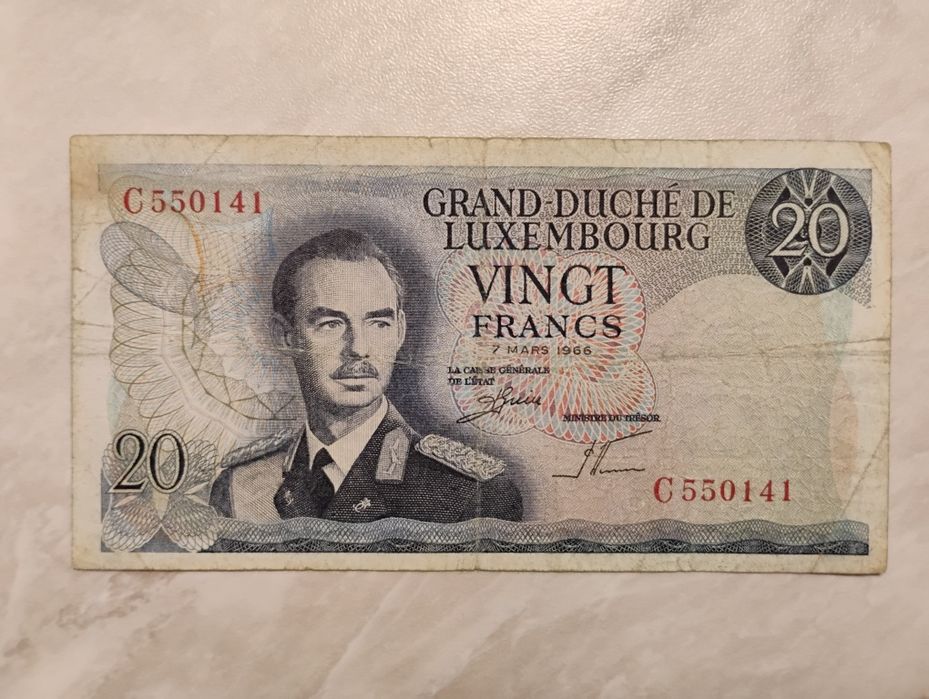 C550141
GRAND-DUCHÉ DE
LUXEMBOURG
20
VINGT
FRANCS
7 MARS 1966
LA CAISSE GÉNÉRALE
DE L'ÉTAT
MINISTRE DU TRÉSOR.
20
C550141